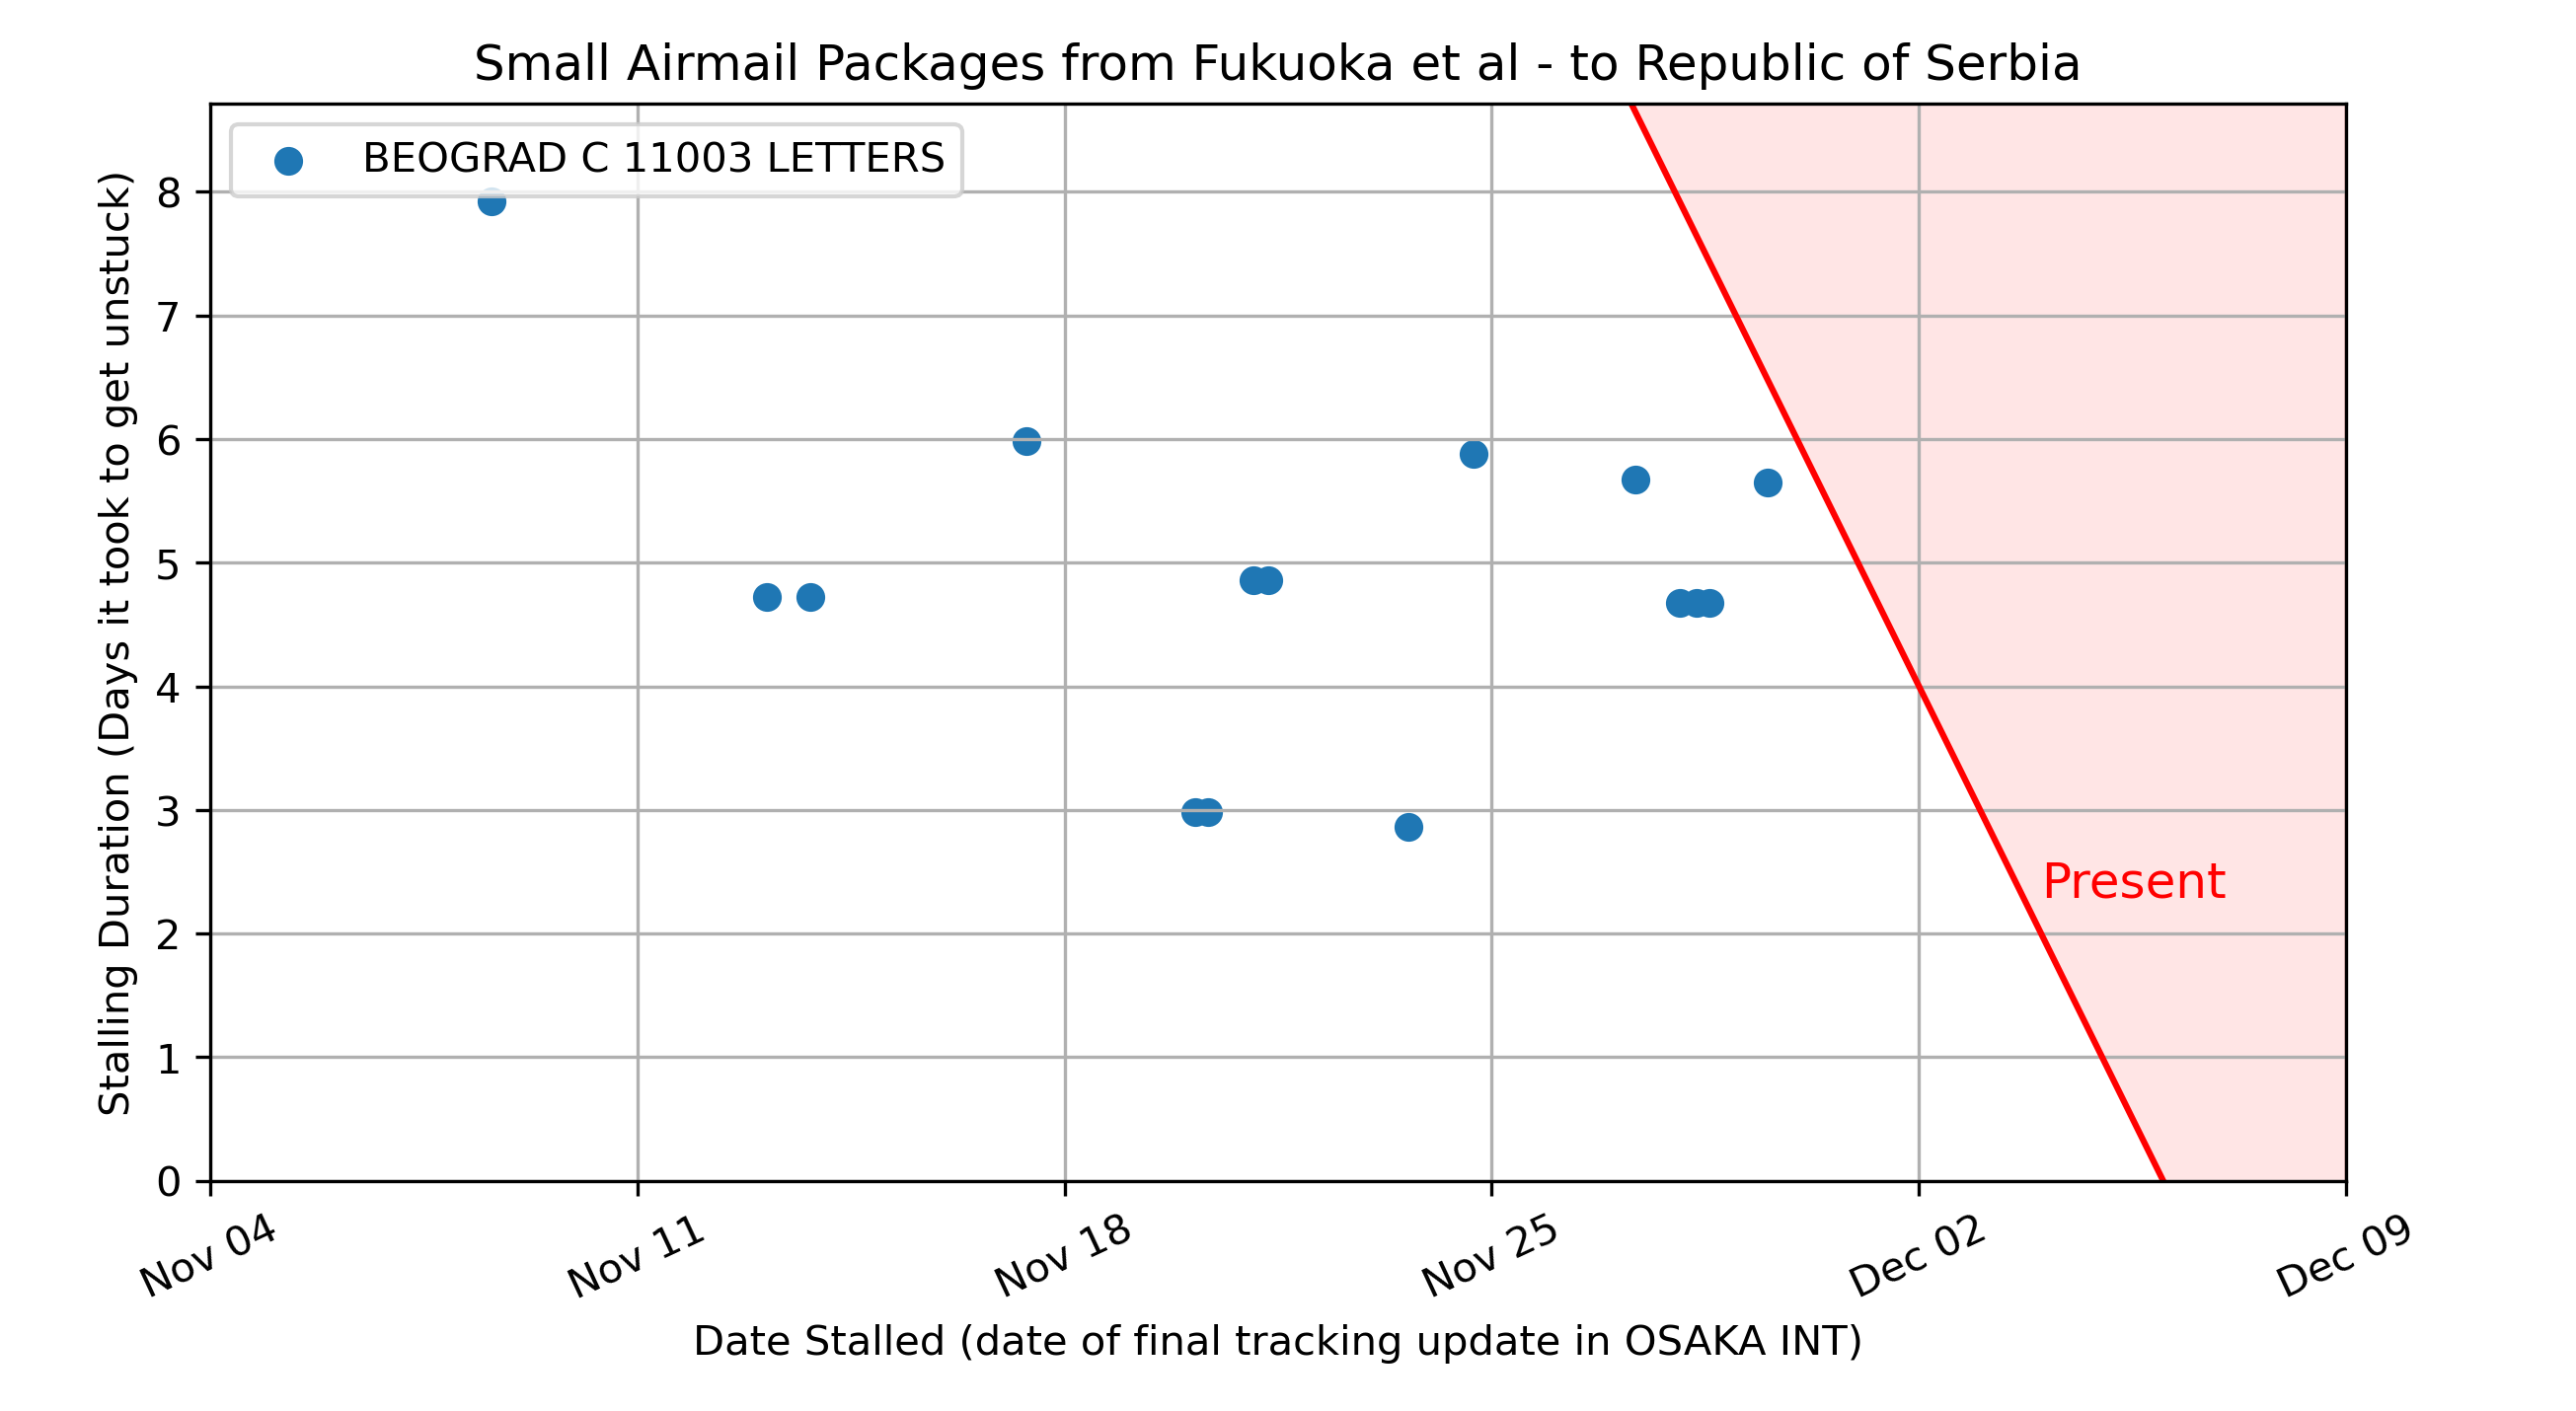 Small Airmail Packages from Fukuoka et al - to Republic of Serbia
BEOGRAD C 11003 LETTERS
Stalling Duration (Days it took to get unstuck)
8
7
6
5
4
3
2
1
0
Present
Nov 04
Nov 11
Nov 18
Nov 25
Dec 02
Dec 09
Date Stalled (date of final tracking update in OSAKA INT)